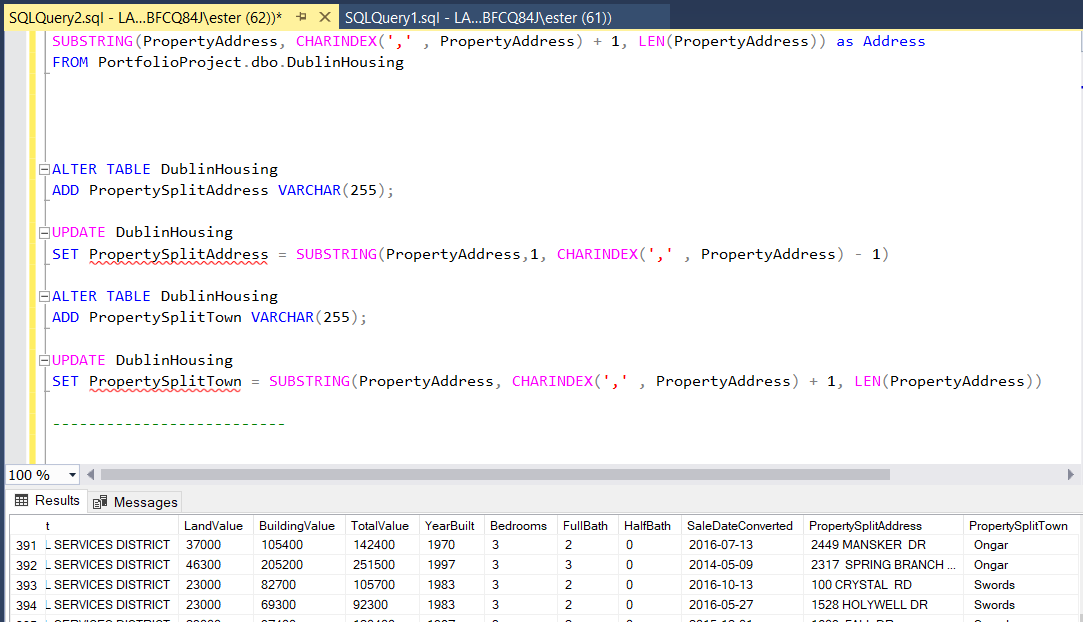 SQLQuery2.sql - LA...BFCQ84J\ester (62))* SQLQuery1.sql - LA...BFCQ84J\ester (61))
SUBSTRING(PropertyAddress, CHARINDEX(',' , PropertyAddress) + 1, LEN(PropertyAddress)) as Address
FROM PortfolioProject.dbo.DublinHousing
ALTER TABLE DublinHousing
ADD PropertySplitAddress VARCHAR(255);
UPDATE DublinHousing
SET PropertySplitAddress = SUBSTRING(PropertyAddress,1, CHARINDEX(',' , PropertyAddress) - 1)
ALTER TABLE DublinHousing
ADD PropertySplitTown VARCHAR(255);
UPDATE DublinHousing
SET PropertySplitTown = SUBSTRING(PropertyAddress, CHARINDEX(',' , PropertyAddress) + 1, LEN(PropertyAddress))
--------------------------
100 %
Results Messages
t LandValue BuildingValue TotalValue YearBuilt Bedrooms FullBath HalfBath SaleDateConverted PropertySplitAddress PropertySplitTown
391 L SERVICES DISTRICT 37000 105400 142400 1970 3 2 0 2016-07-13 2449 MANSKER DR Ongar
392 L SERVICES DISTRICT 46300 205200 251500 1997 3 3 0 2014-05-09 2317 SPRING BRANCH ... Ongar
393 L SERVICES DISTRICT 23000 82700 105700 1983 3 2 0 2016-10-13 100 CRYSTAL RD Swords
394 L SERVICES DISTRICT 23000 69300 92300 1983 3 2 0 2016-05-27 1528 HOLYWELL DR Swords